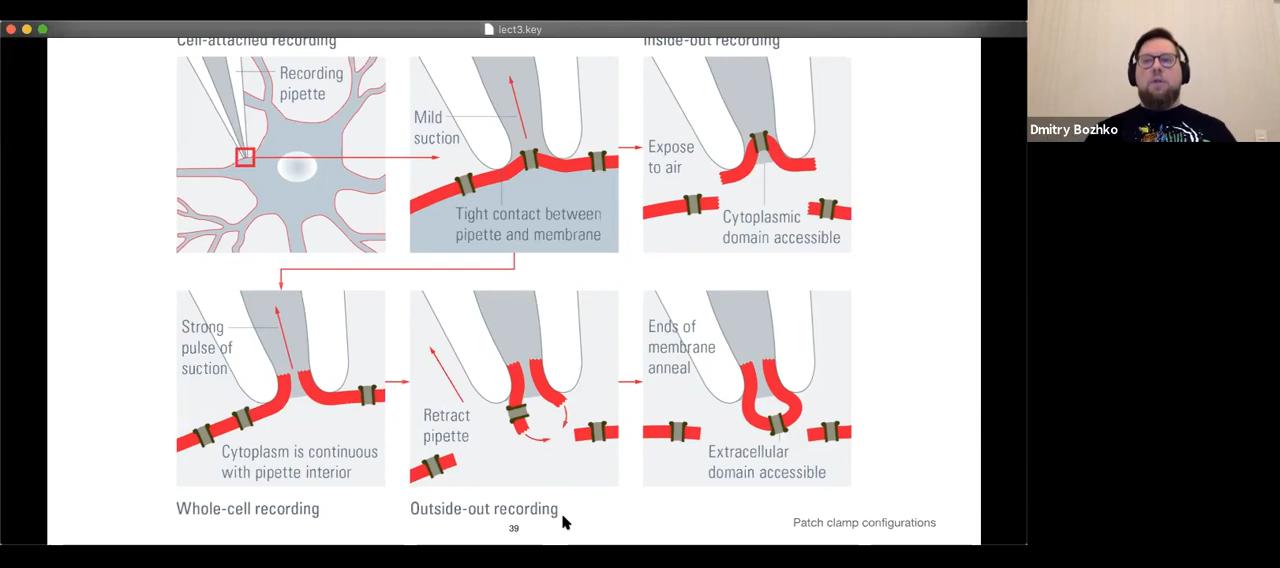 lect3.key
Cell-attached recording
Inside-out recording
Recording
pipette
Mild
suction
Tight contact between
pipette and membrane
Expose
to air
Cytoplasmic
domain accessible
Strong
pulse of
suction
Cytoplasm is continuous
with pipette interior
Retract
pipette
Ends of
membrane
anneal
Extracellular
domain accessible
Whole-cell recording
Outside-out recording
39
Patch clamp configurations
Dmitry Bozhko